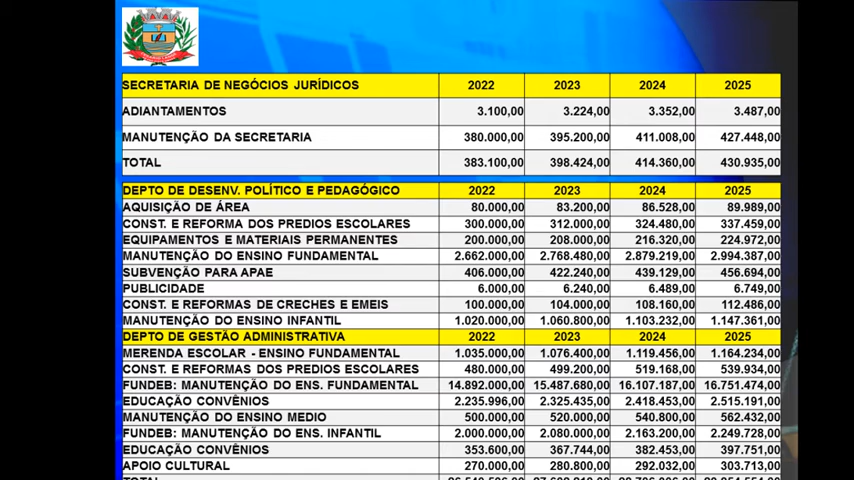 SECRETARIA DE NEGÓCIOS JURÍDICOS 2022 2023 2024 2025
ADIANTAMENTOS 3.100,00 3.224,00 3.352,00 3.487,00
MANUTENÇÃO DA SECRETARIA 380.000,00 395.200,00 411.008,00 427.448,00
TOTAL 383.100,00 398.424,00 414.360,00 430.935,00
DEPTO DE DESENV. POLÍTICO E PEDAGÓGICO 2022 2023 2024 2025
AQUISIÇÃO DE ÁREA 80.000,00 83.200,00 86.528,00 89.989,00
CONST. E REFORMA DOS PREDIOS ESCOLARES 300.000,00 312.000,00 324.480,00 337.459,00
EQUIPAMENTOS E MATERIAIS PERMANENTES 200.000,00 208.000,00 216.320,00 224.972,00
MANUTENÇÃO DO ENSINO FUNDAMENTAL 2.662.000,00 2.768.480,00 2.879.219,00 2.994.387,00
SUBVENÇÃO PARA APAE 406.000,00 422.240,00 439.129,00 456.694,00
PUBLICIDADE 6.000,00 6.240,00 6.489,00 6.749,00
CONST. E REFORMAS DE CRECHES E EMEIS 100.000,00 104.000,00 108.160,00 112.486,00
MANUTENÇÃO DO ENSINO INFANTIL 1.020.000,00 1.060.800,00 1.103.232,00 1.147.361,00
DEPTO DE GESTÃO ADMINISTRATIVA 2022 2023 2024 2025
MERENDA ESCOLAR - ENSINO FUNDAMENTAL 1.035.000,00 1.076.400,00 1.119.456,00 1.164.234,00
CONST. E REFORMAS DOS PREDIOS ESCOLARES 480.000,00 499.200,00 519.168,00 539.934,00
FUNDEB: MANUTENÇÃO DO ENS. FUNDAMENTAL 14.892.000,00 15.487.680,00 16.107.187,00 16.751.474,00
EDUCAÇÃO CONVÊNIOS 2.235.996,00 2.325.435,00 2.418.453,00 2.515.191,00
MANUTENÇÃO DO ENSINO MEDIO 500.000,00 520.000,00 540.800,00 562.432,00
FUNDEB: MANUTENÇÃO DO ENS. INFANTIL 2.000.000,00 2.080.000,00 2.163.200,00 2.249.728,00
EDUCAÇÃO CONVÊNIOS 353.600,00 367.744,00 382.453,00 397.751,00
APOIO CULTURAL 270.000,00 280.800,00 292.032,00 303.713,00
TOTAL